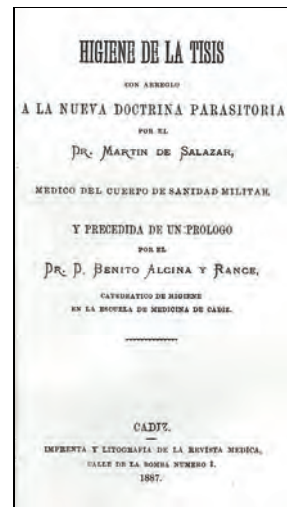 HIGIENE DE LA TISIS
CON ARREGLO
A LA NUEVA DOCTRINA PARASITORIA
POR EL
DR. MARTIN DE SALAZAR,
MEDICO DEL CUERPO DE SANIDAD MILITAR,
Y PRECEDIDA DE UN PROLOGO
POR EL
DR. D. BENITO ALCINA Y RANCE,
CATEDRATICO DE HIGIENE
EN LA ESCUELA DE MEDICINA DE CADIZ.
CADIZ.
IMPRENTA Y LITOGRAFIA DE LA REVISTA MEDICA,
CALLE DE LA BOMBA NUMERO 1.
1887.